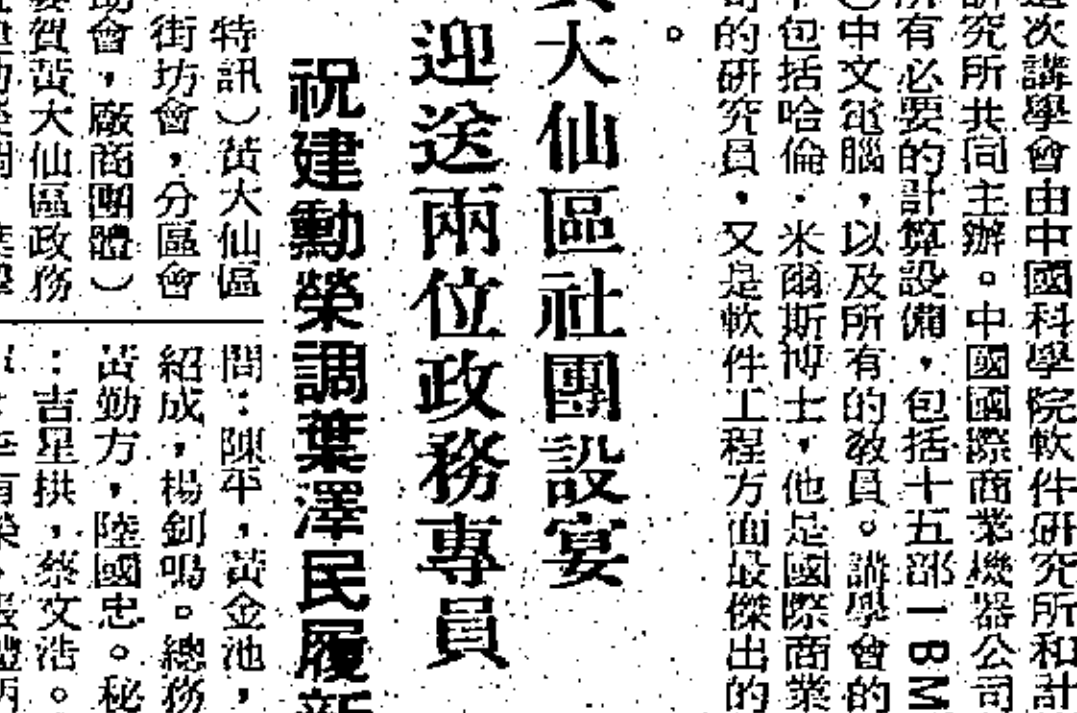 這次講學會由中國科學院軟件研究所和計
研究所共同主辦。中國國際商業機器公司
所有必要的計算設備，包括十五部IBM
中文電腦，以及所有的教員。講學會的
包括哈倫．米爾斯博士，他是國際商業
的研究員，又是軟件工程方面最傑出的
。
大仙區社團設宴
迎送兩位政務專員
祝建勳榮調葉澤民履新
特訊）黃大仙區
街坊會，分區會
會，廠商團體）
賀黃大仙區政務
問：陳平，黃金池，
紹成，楊釗鳴。總務
黃勤方，陸國忠。秘
：吉星拱，蔡文浩。